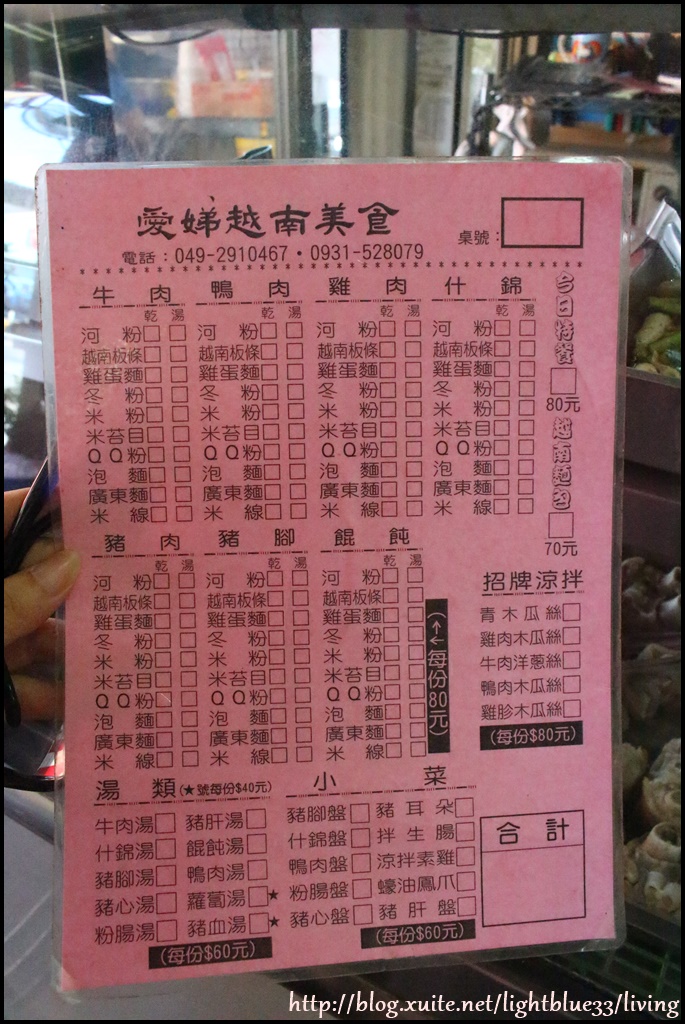 愛娣越南美食
桌號：
電話：049-2910467•0931-528079
牛肉 鴨肉 雞肉 什錦
乾 湯 乾 湯 乾 湯 乾 湯
河粉 河粉 河粉 河粉
越南板條 越南板條 越南板條 越南板條
雞蛋麵 雞蛋麵 雞蛋麵 雞蛋麵
冬粉 冬粉 冬粉 冬粉
米粉 米粉 米粉 米粉
米苔目 米苔目 米苔目 米苔目
QQ粉 QQ粉 QQ粉 QQ粉
泡麵 泡麵 泡麵 泡麵
廣東麵 廣東麵 廣東麵 廣東麵
米線 米線 米線 米線
今日特餐
80元
越南麵包
70元
豬肉 豬腳 餛飩
乾 湯 乾 湯 乾 湯
河粉 河粉 河粉
越南板條 越南板條 越南板條
雞蛋麵 雞蛋麵 雞蛋麵
冬粉 冬粉 冬粉
米粉 米粉 米粉
米苔目 米苔目 米苔目
QQ粉 QQ粉 QQ粉
泡麵 泡麵 泡麵
廣東麵 廣東麵 廣東麵
米線 米線 米線
(↑←每份80元)
招牌涼拌
青木瓜絲
雞肉木瓜絲
牛肉洋蔥絲
鴨肉木瓜絲
雞胗木瓜絲
(每份$80元)
湯類(★號每份$40元)
牛肉湯 豬肝湯
什錦湯 餛飩湯
豬腳湯 鴨肉湯
豬心湯 蘿蔔湯★
粉腸湯 豬血湯★
(每份$60元)
小菜
豬腳盤 豬耳朵
什錦盤 拌生腸
鴨肉盤 涼拌素雞
粉腸盤 蠔油鳳爪
豬心盤 豬肝盤
(每份$60元)
合計
http://blog.xuite.net/lightblue33/living